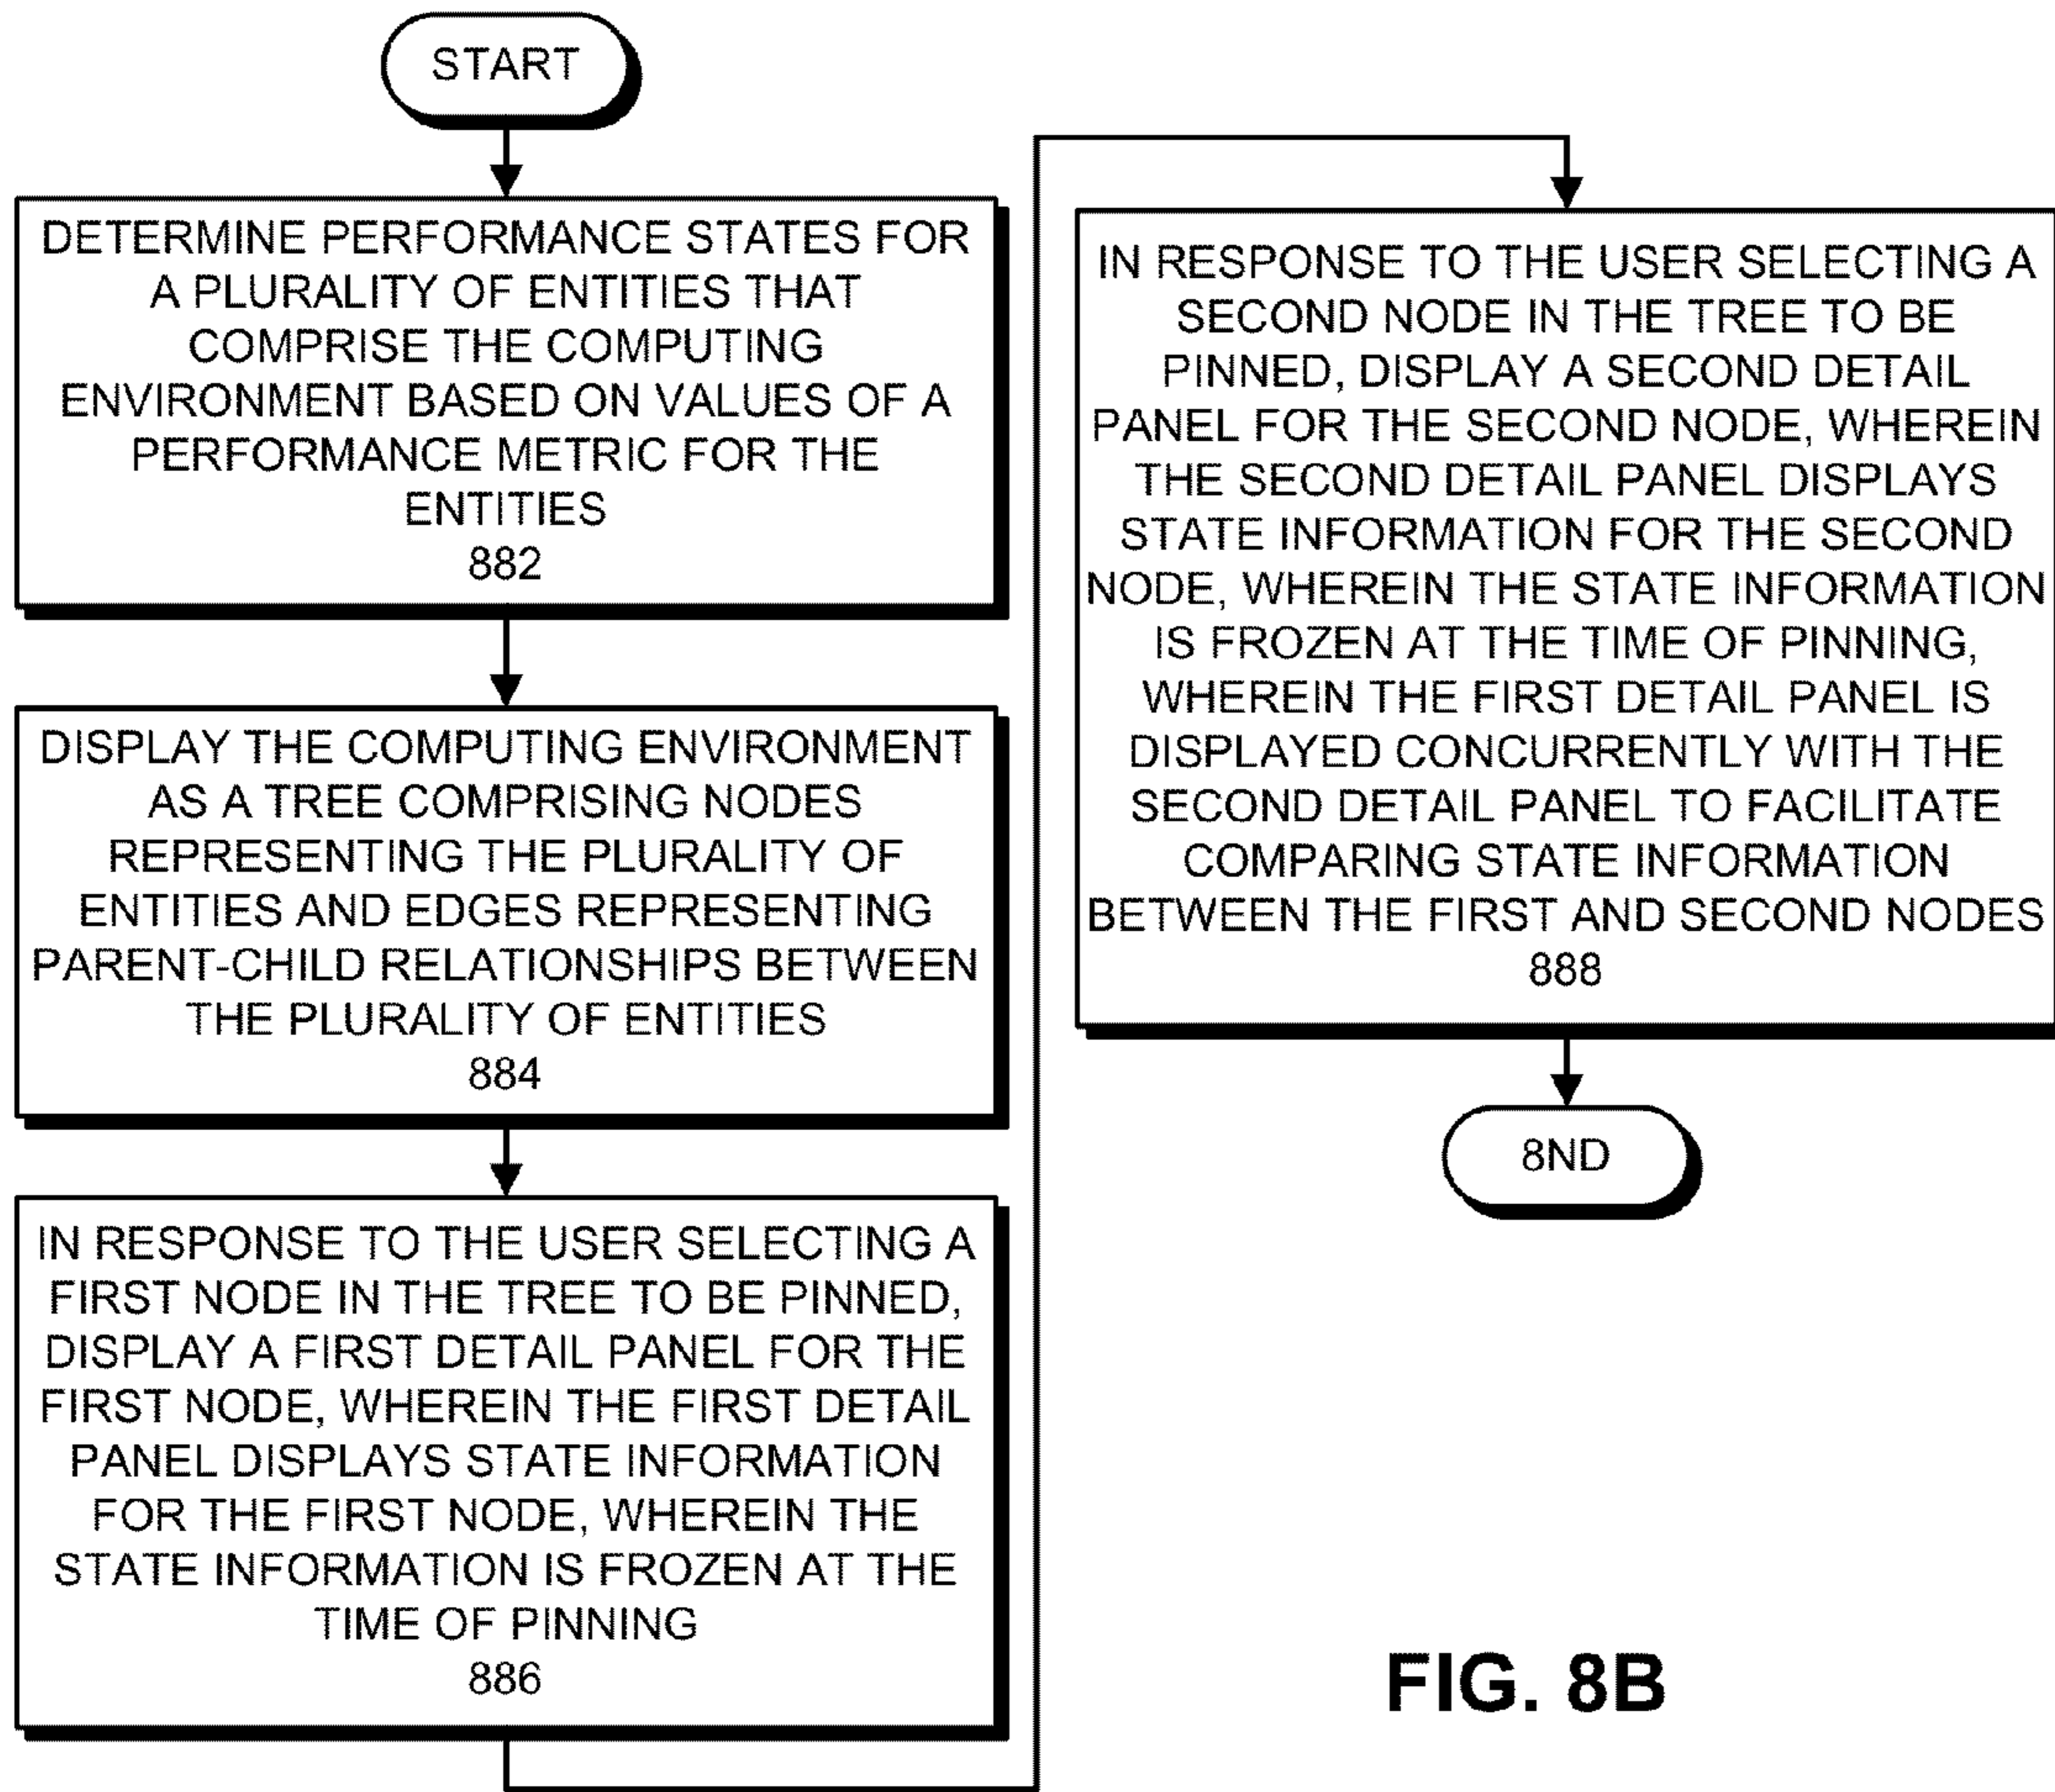 START
DETERMINE PERFORMANCE STATES FOR
A PLURALITY OF ENTITIES THAT
COMPRISE THE COMPUTING
ENVIRONMENT BASED ON VALUES OF A
PERFORMANCE METRIC FOR THE
ENTITIES
882
DISPLAY THE COMPUTING ENVIRONMENT
AS A TREE COMPRISING NODES
REPRESENTING THE PLURALITY OF
ENTITIES AND EDGES REPRESENTING
PARENT-CHILD RELATIONSHIPS BETWEEN
THE PLURALITY OF ENTITIES
884
IN RESPONSE TO THE USER SELECTING A
FIRST NODE IN THE TREE TO BE PINNED,
DISPLAY A FIRST DETAIL PANEL FOR THE
FIRST NODE, WHEREIN THE FIRST DETAIL
PANEL DISPLAYS STATE INFORMATION
FOR THE FIRST NODE, WHEREIN THE
STATE INFORMATION IS FROZEN AT THE
TIME OF PINNING
886
IN RESPONSE TO THE USER SELECTING A
SECOND NODE IN THE TREE TO BE
PINNED, DISPLAY A SECOND DETAIL
PANEL FOR THE SECOND NODE, WHEREIN
THE SECOND DETAIL PANEL DISPLAYS
STATE INFORMATION FOR THE SECOND
NODE, WHEREIN THE STATE INFORMATION
IS FROZEN AT THE TIME OF PINNING,
WHEREIN THE FIRST DETAIL PANEL IS
DISPLAYED CONCURRENTLY WITH THE
SECOND DETAIL PANEL TO FACILITATE
COMPARING STATE INFORMATION
BETWEEN THE FIRST AND SECOND NODES
888
8ND
FIG. 8B